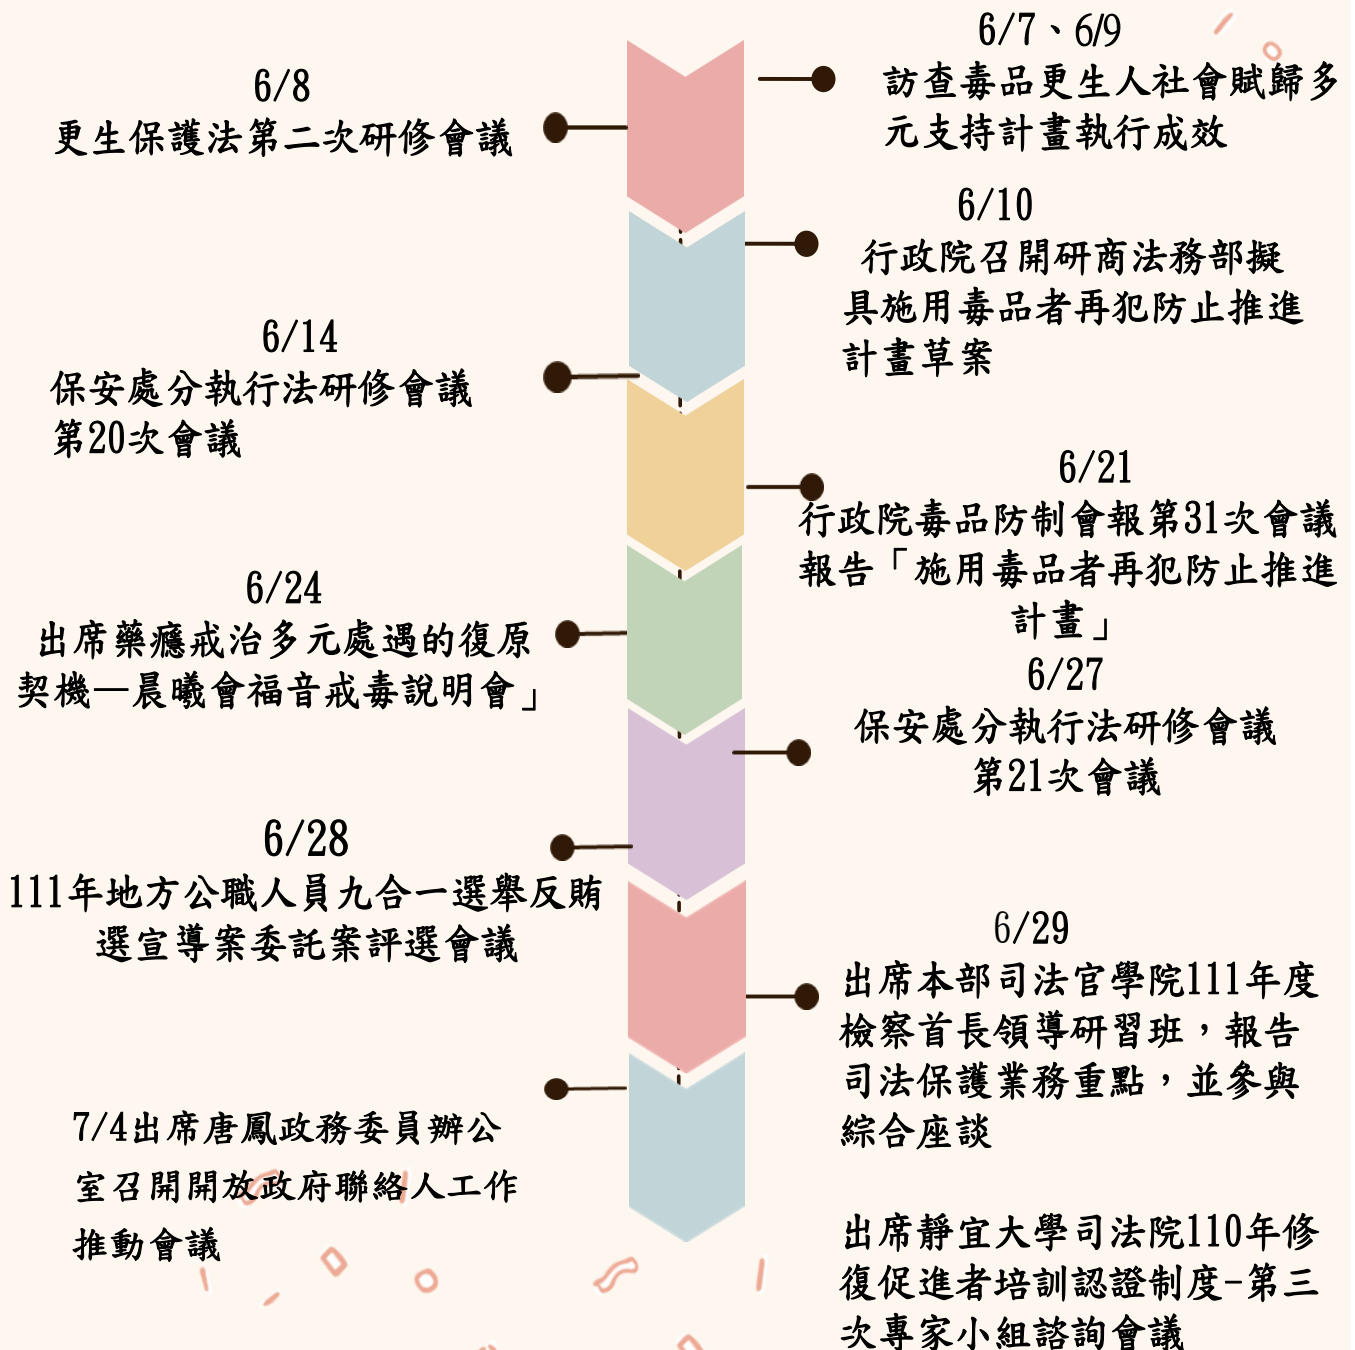 6/7、6/9
訪查毒品更生人社會賦歸多
元支持計畫執行成效
6/8
更生保護法第二次研修會議
6/10
行政院召開研商法務部擬
具施用毒品者再犯防止推進
計畫草案
6/14
保安處分執行法研修會議
第20次會議
6/21
行政院毒品防制會報第31次會議
報告「施用毒品者再犯防止推進
計畫」
6/24
出席藥癮戒治多元處遇的復原
契機—晨曦會福音戒毒說明會」
6/27
保安處分執行法研修會議
第21次會議
6/28
111年地方公職人員九合一選舉反賄
選宣導案委託案評選會議
6/29
出席本部司法官學院111年度
檢察首長領導研習班，報告
司法保護業務重點，並參與
綜合座談
出席靜宜大學司法院110年修
復促進者培訓認證制度-第三
次專家小組諮詢會議
7/4出席唐鳳政務委員辦公
室召開開放政府聯絡人工作
推動會議